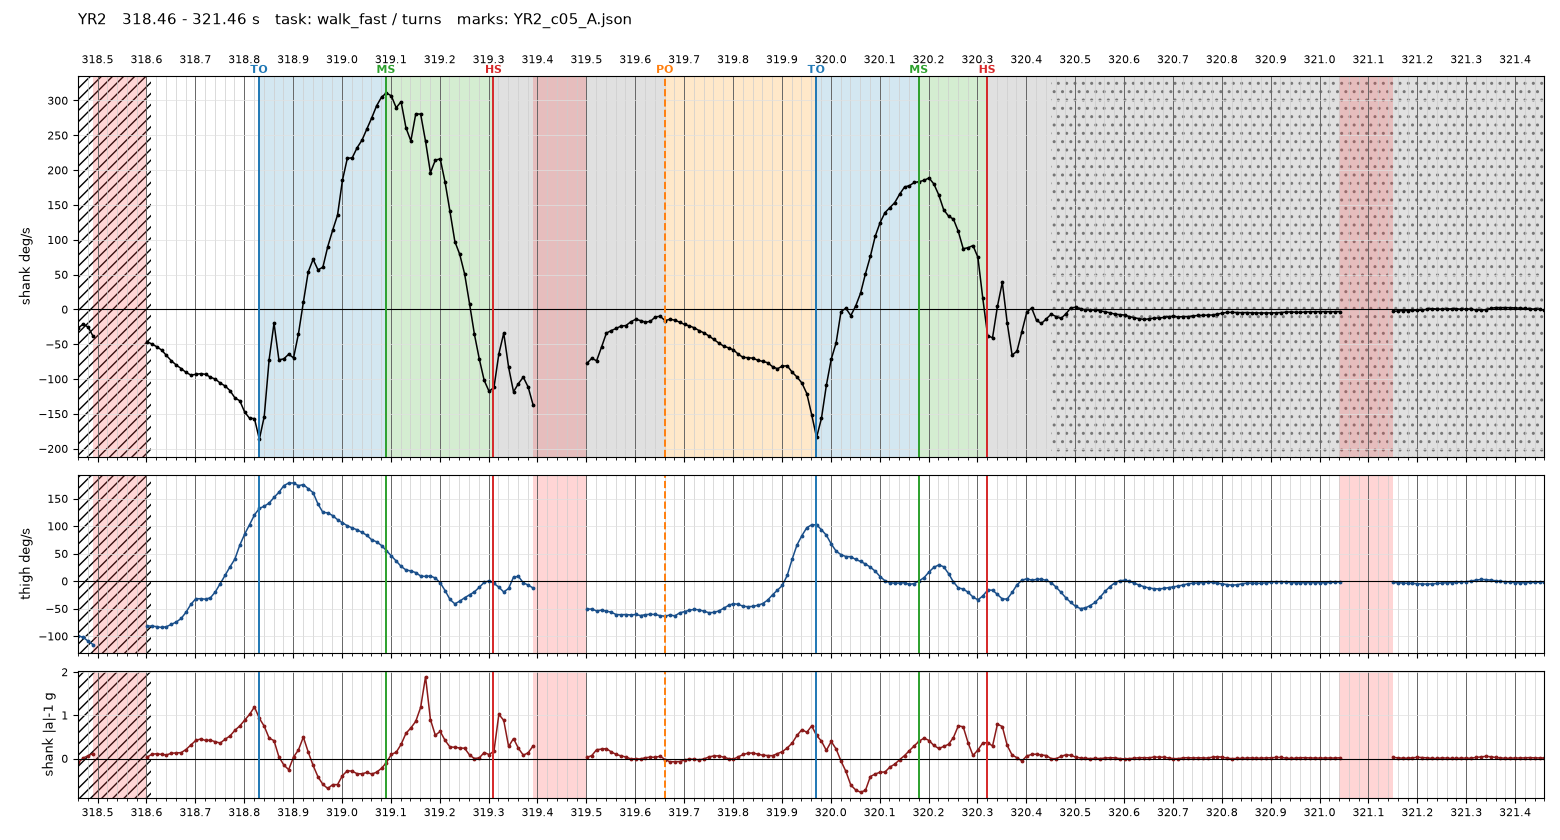 YR2   318.46 - 321.46 s   task: walk_fast / turns   marks: YR2_c05_A.json
318.5 318.6 318.7 318.8 318.9 319.0 319.1 319.2 319.3 319.4 319.5 319.6 319.7 319.8 319.9 320.0 320.1 320.2 320.3 320.4 320.5 320.6 320.7 320.8 320.9 321.0 321.1 321.2 321.3 321.4
TO MS HS PO TO MS HS
shank deg/s
300
250
200
150
100
50
0
−50
−100
−150
−200
thigh deg/s
150
100
50
0
−50
−100
shank |a|-1 g
2
1
0
318.5 318.6 318.7 318.8 318.9 319.0 319.1 319.2 319.3 319.4 319.5 319.6 319.7 319.8 319.9 320.0 320.1 320.2 320.3 320.4 320.5 320.6 320.7 320.8 320.9 321.0 321.1 321.2 321.3 321.4